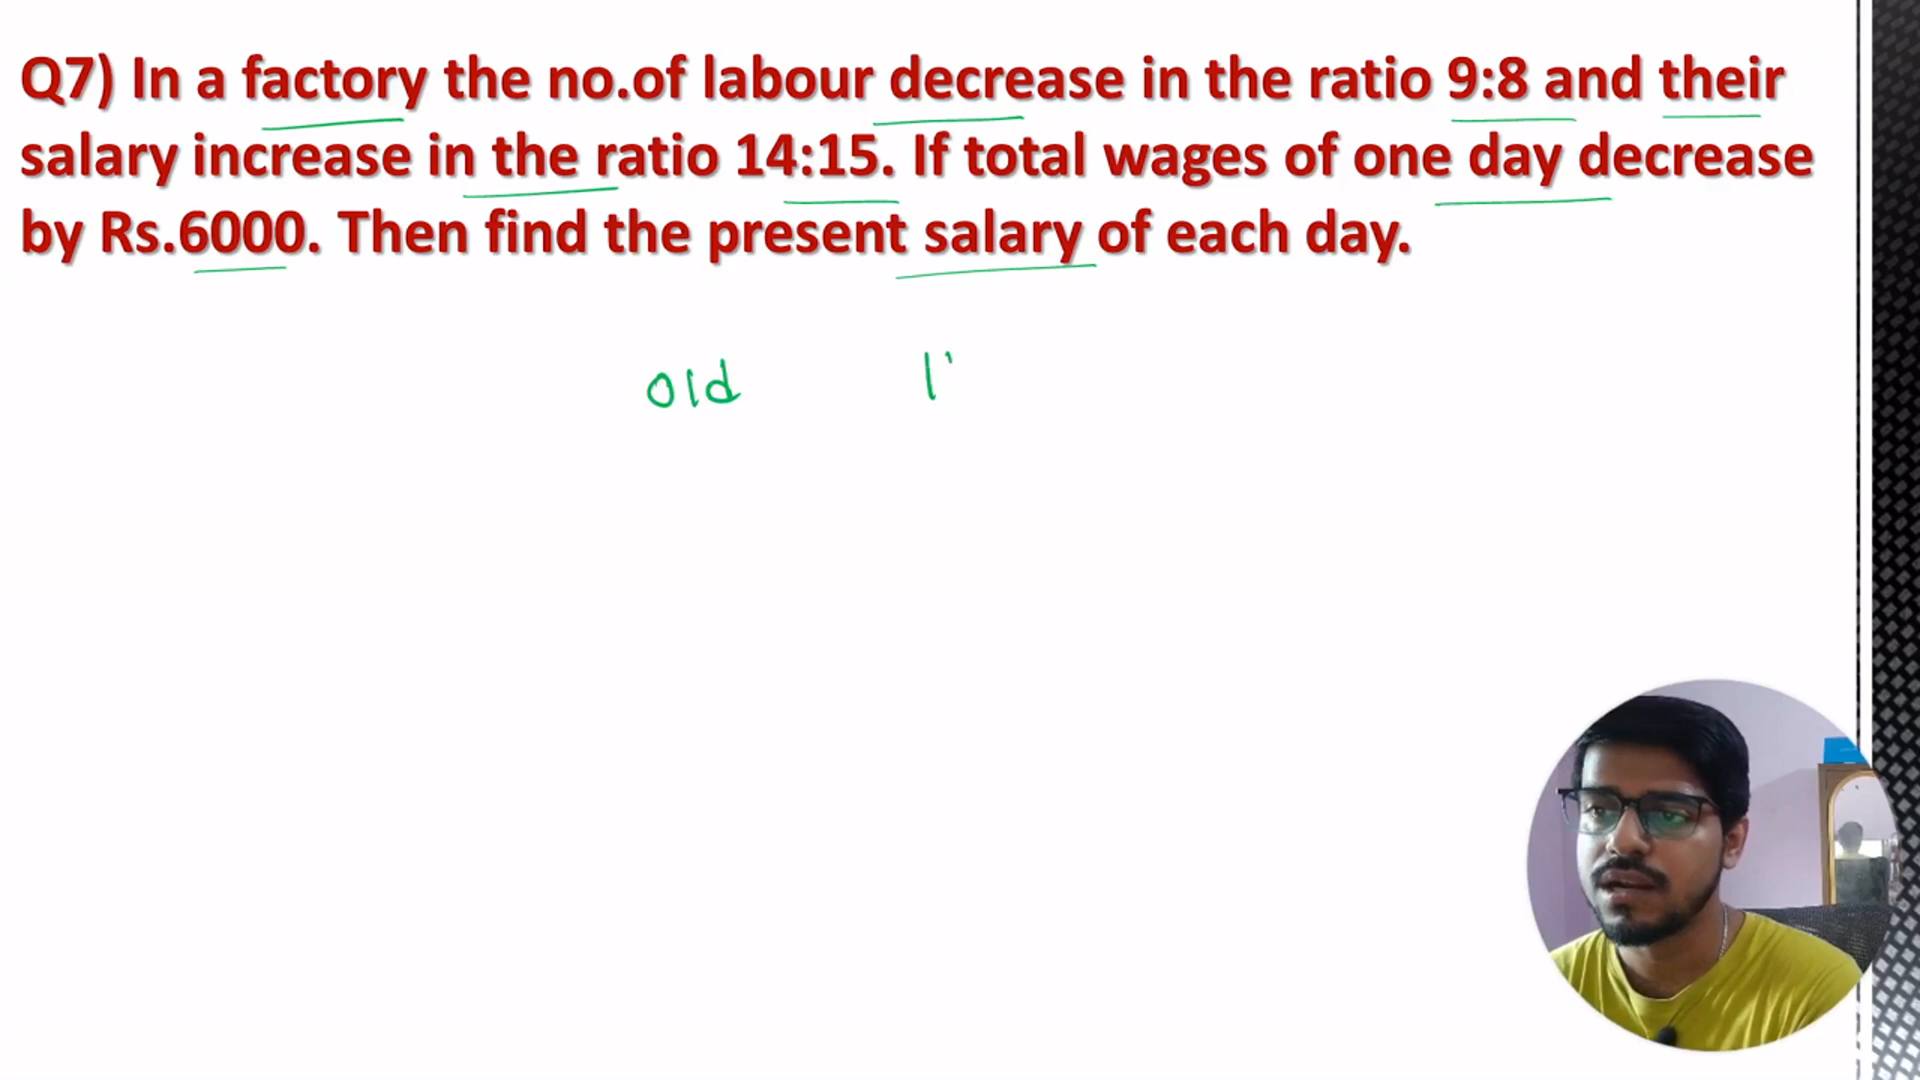 Q7) In a factory the no.of labour decrease in the ratio 9:8 and their
salary increase in the ratio 14:15. If total wages of one day decrease
by Rs.6000. Then find the present salary of each day.
old